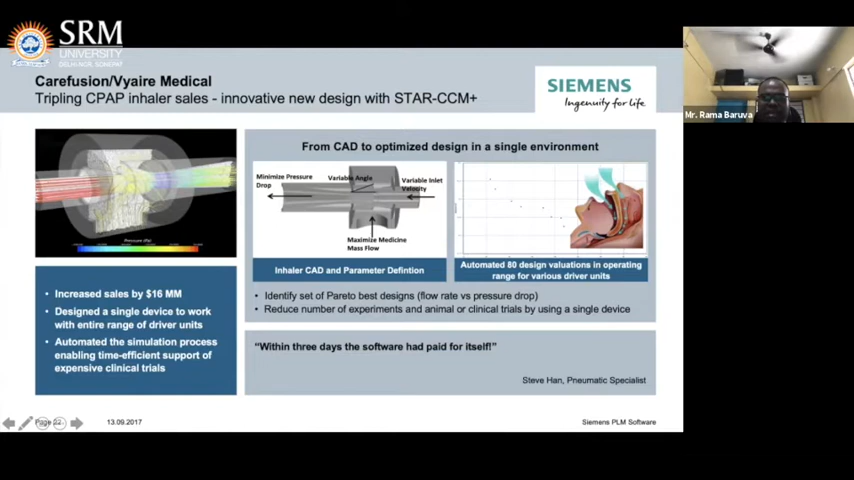 SRM
UNIVERSITY
DELHI-NCR, SONEPAT
Carefusion/Vyaire Medical
Tripling CPAP inhaler sales - innovative new design with STAR-CCM+
SIEMENS
Ingenuity for life
Mr. Rama Baruva
From CAD to optimized design in a single environment
Minimize Pressure
Drop
Variable Angle
Variable Inlet
Velocity
Maximize Medicine
Mass Flow
Pressure (Pa)
Inhaler CAD and Parameter Defintion
Automated 80 design valuations in operating
range for various driver units
• Increased sales by $16 MM
• Designed a single device to work
with entire range of driver units
• Automated the simulation process
enabling time-efficient support of
expensive clinical trials
• Identify set of Pareto best designs (flow rate vs pressure drop)
• Reduce number of experiments and animal or clinical trials by using a single device
“Within three days the software had paid for itself!”
Steve Han, Pneumatic Specialist
Page 22
13.09.2017
Siemens PLM Software